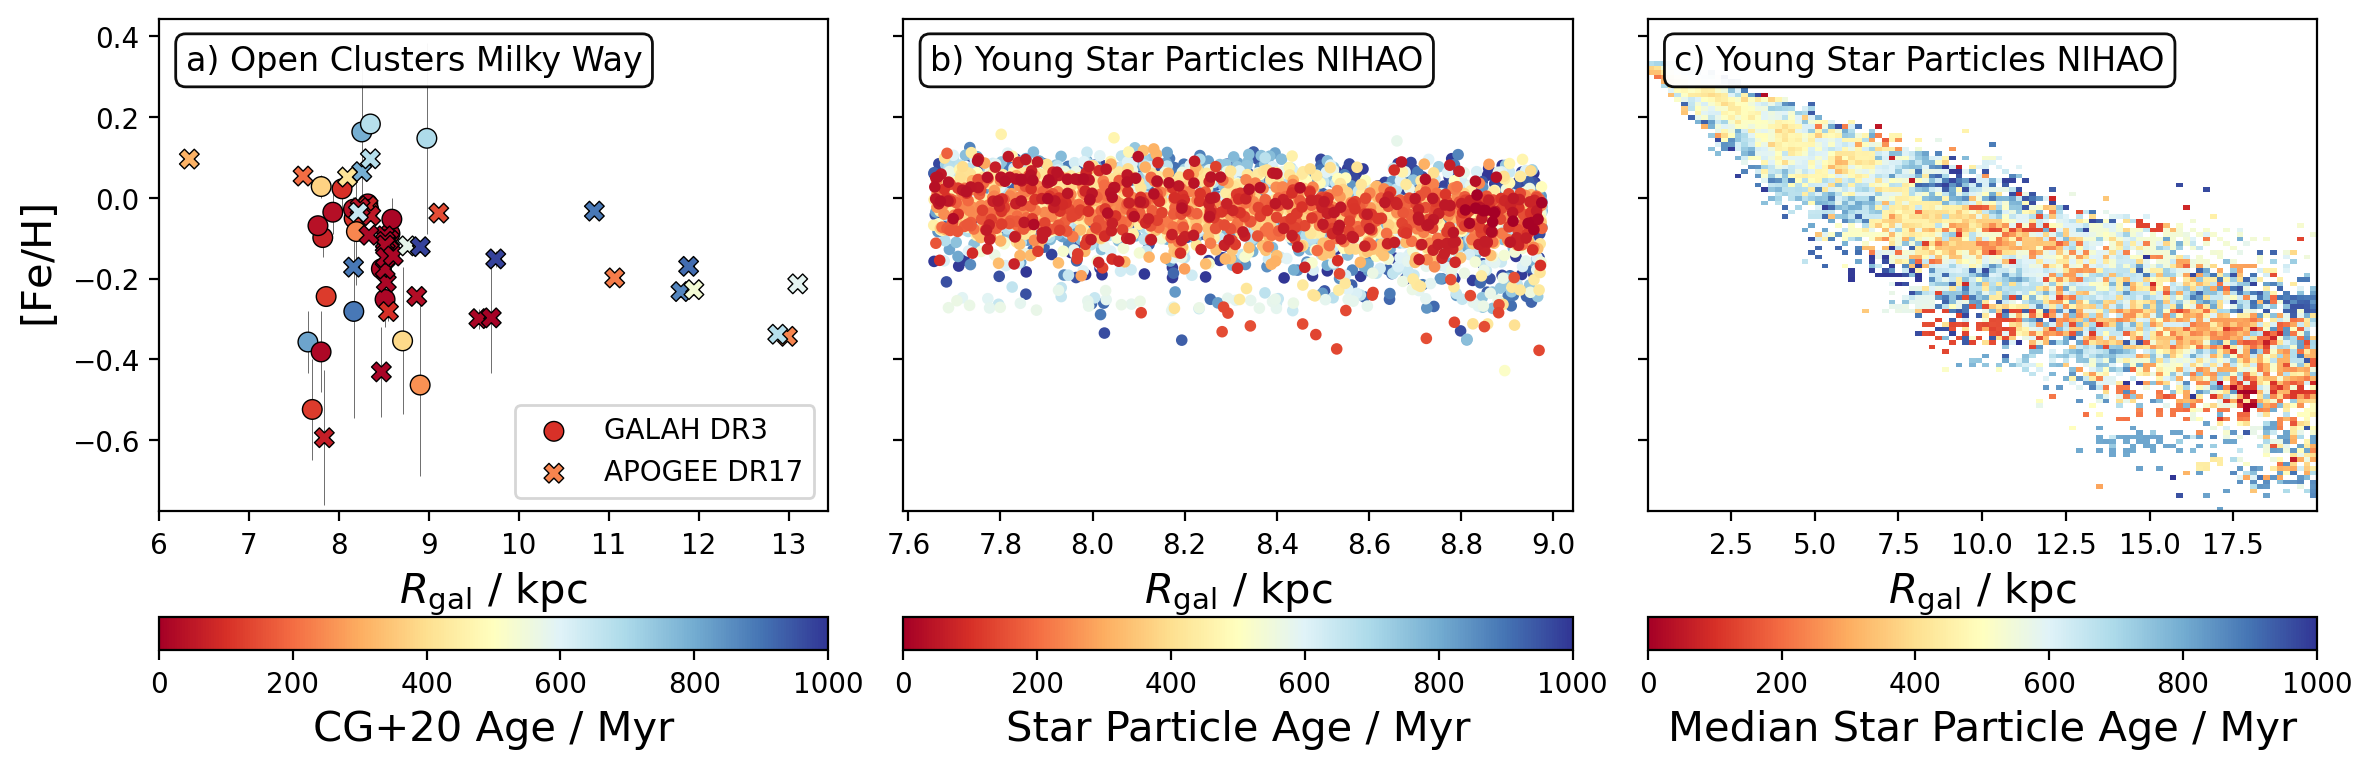 a) Open Clusters Milky Way
b) Young Star Particles NIHAO
c) Young Star Particles NIHAO
[Fe/H]
0.4
0.2
0.0
−0.2
−0.4
−0.6
GALAH DR3
APOGEE DR17
6 7 8 9 10 11 12 13
7.6 7.8 8.0 8.2 8.4 8.6 8.8 9.0
2.5 5.0 7.5 10.0 12.5 15.0 17.5
R_gal / kpc
R_gal / kpc
R_gal / kpc
0 200 400 600 800 1000
0 200 400 600 800 1000
0 200 400 600 800 1000
CG+20 Age / Myr
Star Particle Age / Myr
Median Star Particle Age / Myr